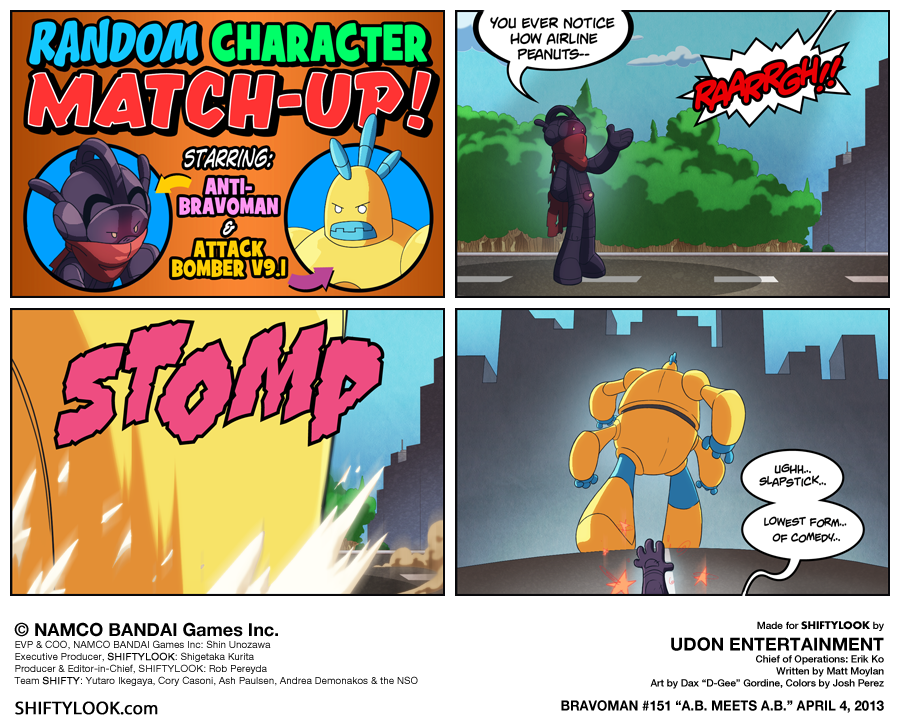 RANDOM CHARACTER
MATCH-UP!
STARRING:
ANTI-
BRAVOMAN
&
ATTACK
BOMBER V9.1
YOU EVER NOTICE
HOW AIRLINE
PEANUTS--
RAARRGH!!
STOMP
UGHH...
SLAPSTICK...
LOWEST FORM...
OF COMEDY...
© NAMCO BANDAI Games Inc.
EVP & COO, NAMCO BANDAI Games Inc: Shin Unozawa
Executive Producer, SHIFTYLOOK: Shigetaka Kurita
Producer & Editor-in-Chief, SHIFTYLOOK: Rob Pereyda
Team SHIFTY: Yutaro Ikegaya, Cory Casoni, Ash Paulsen, Andrea Demonakos & the NSO
SHIFTYLOOK.com
Made for SHIFTYLOOK by
UDON ENTERTAINMENT
Chief of Operations: Erik Ko
Written by Matt Moylan
Art by Dax “D-Gee” Gordine, Colors by Josh Perez
BRAVOMAN #151 “A.B. MEETS A.B.” APRIL 4, 2013